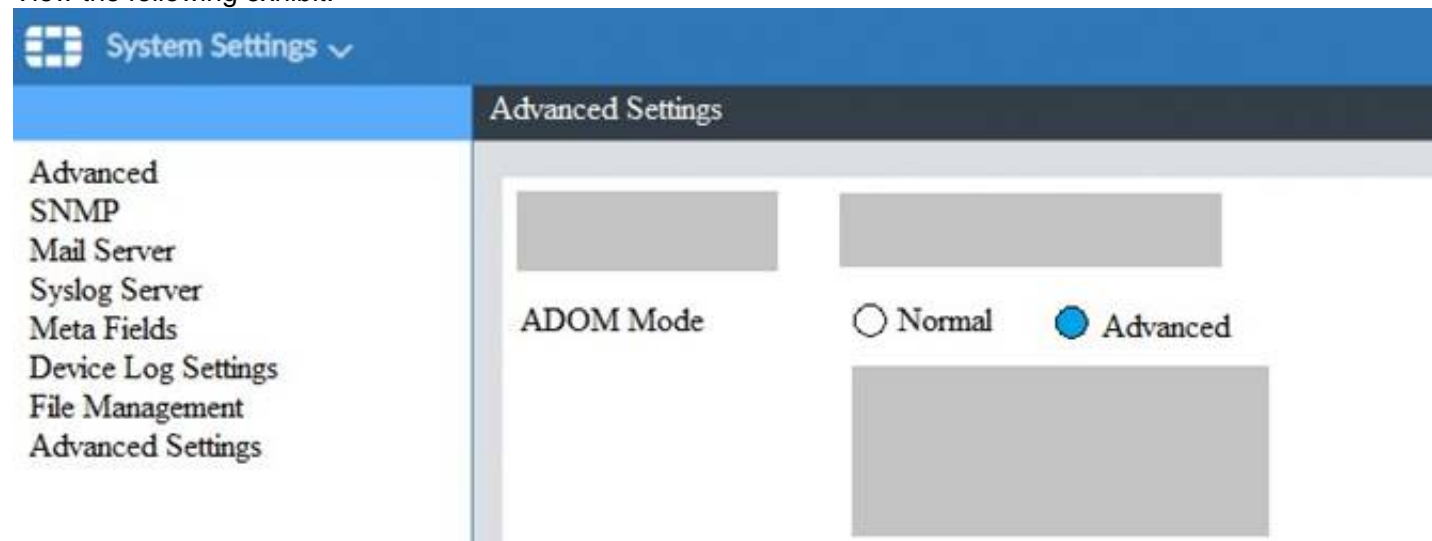 View the following exhibit.
System Settings
Advanced Settings
Advanced
SNMP
Mail Server
Syslog Server
Meta Fields
Device Log Settings
File Management
Advanced Settings
ADOM Mode
Normal
Advanced